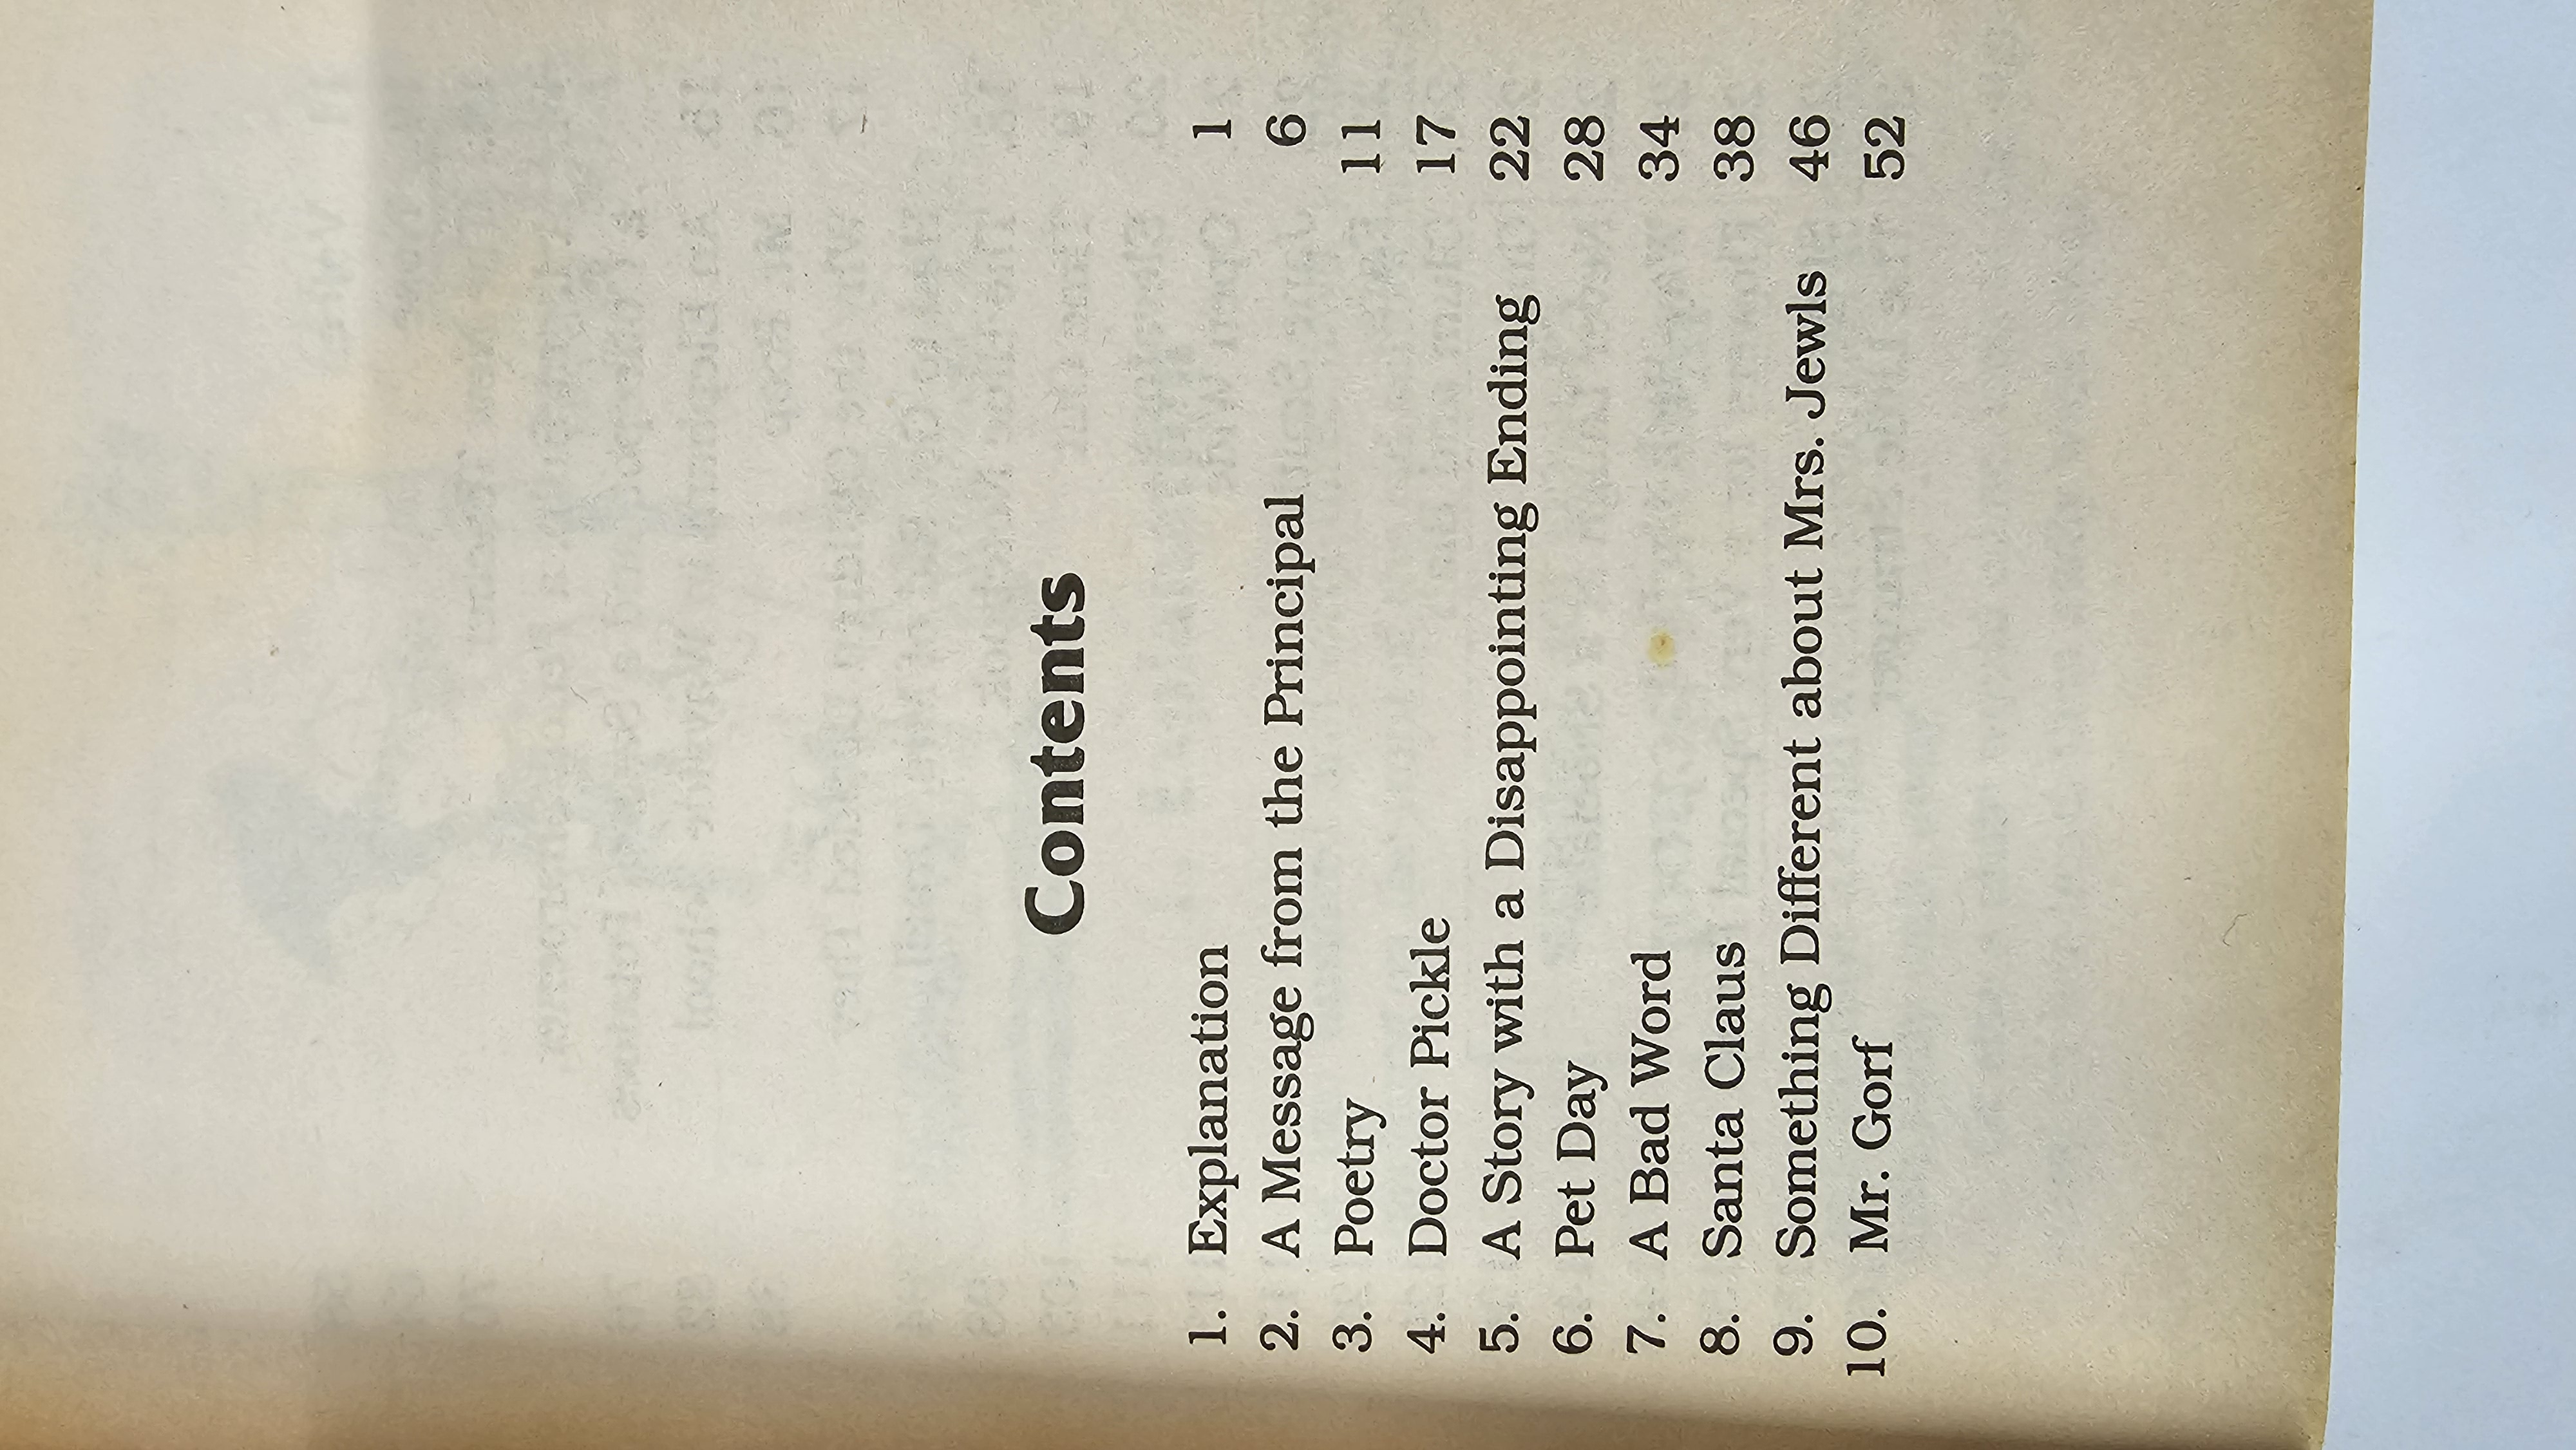 Contents
1. Explanation 1
2. A Message from the Principal 6
3. Poetry 11
4. Doctor Pickle 17
5. A Story with a Disappointing Ending 22
6. Pet Day 28
7. A Bad Word 34
8. Santa Claus 38
9. Something Different about Mrs. Jewls 46
10. Mr. Gorf 52